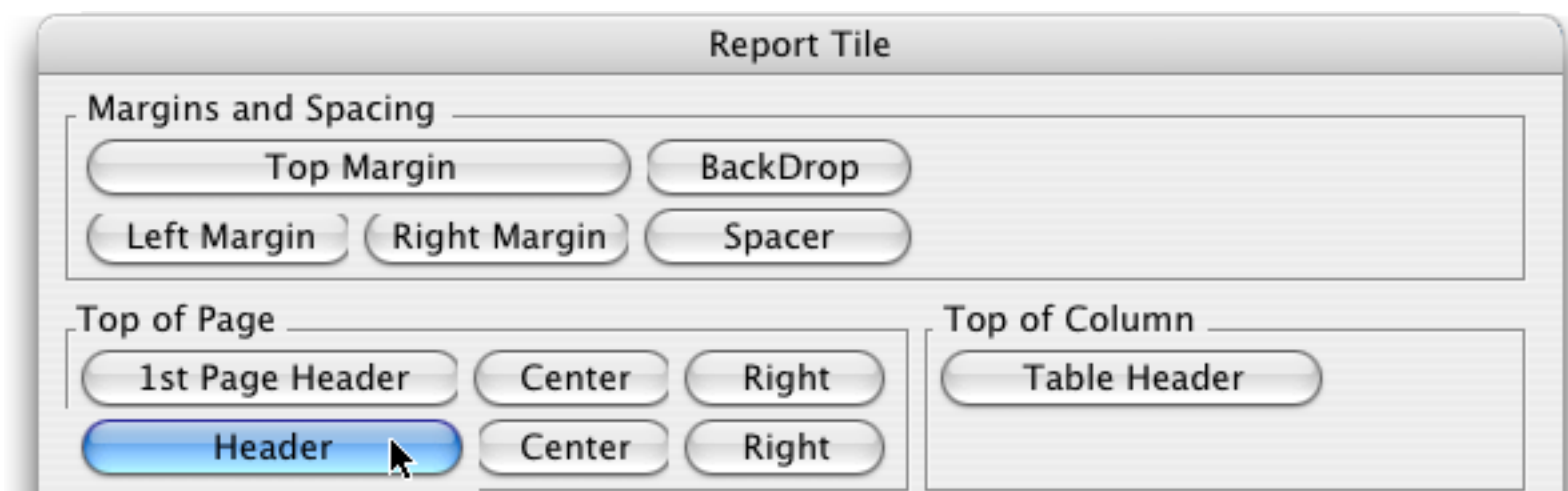 Report Tile
Margins and Spacing
Top Margin BackDrop
Left Margin Right Margin Spacer
Top of Page Top of Column
1st Page Header Center Right Table Header
Header Center Right